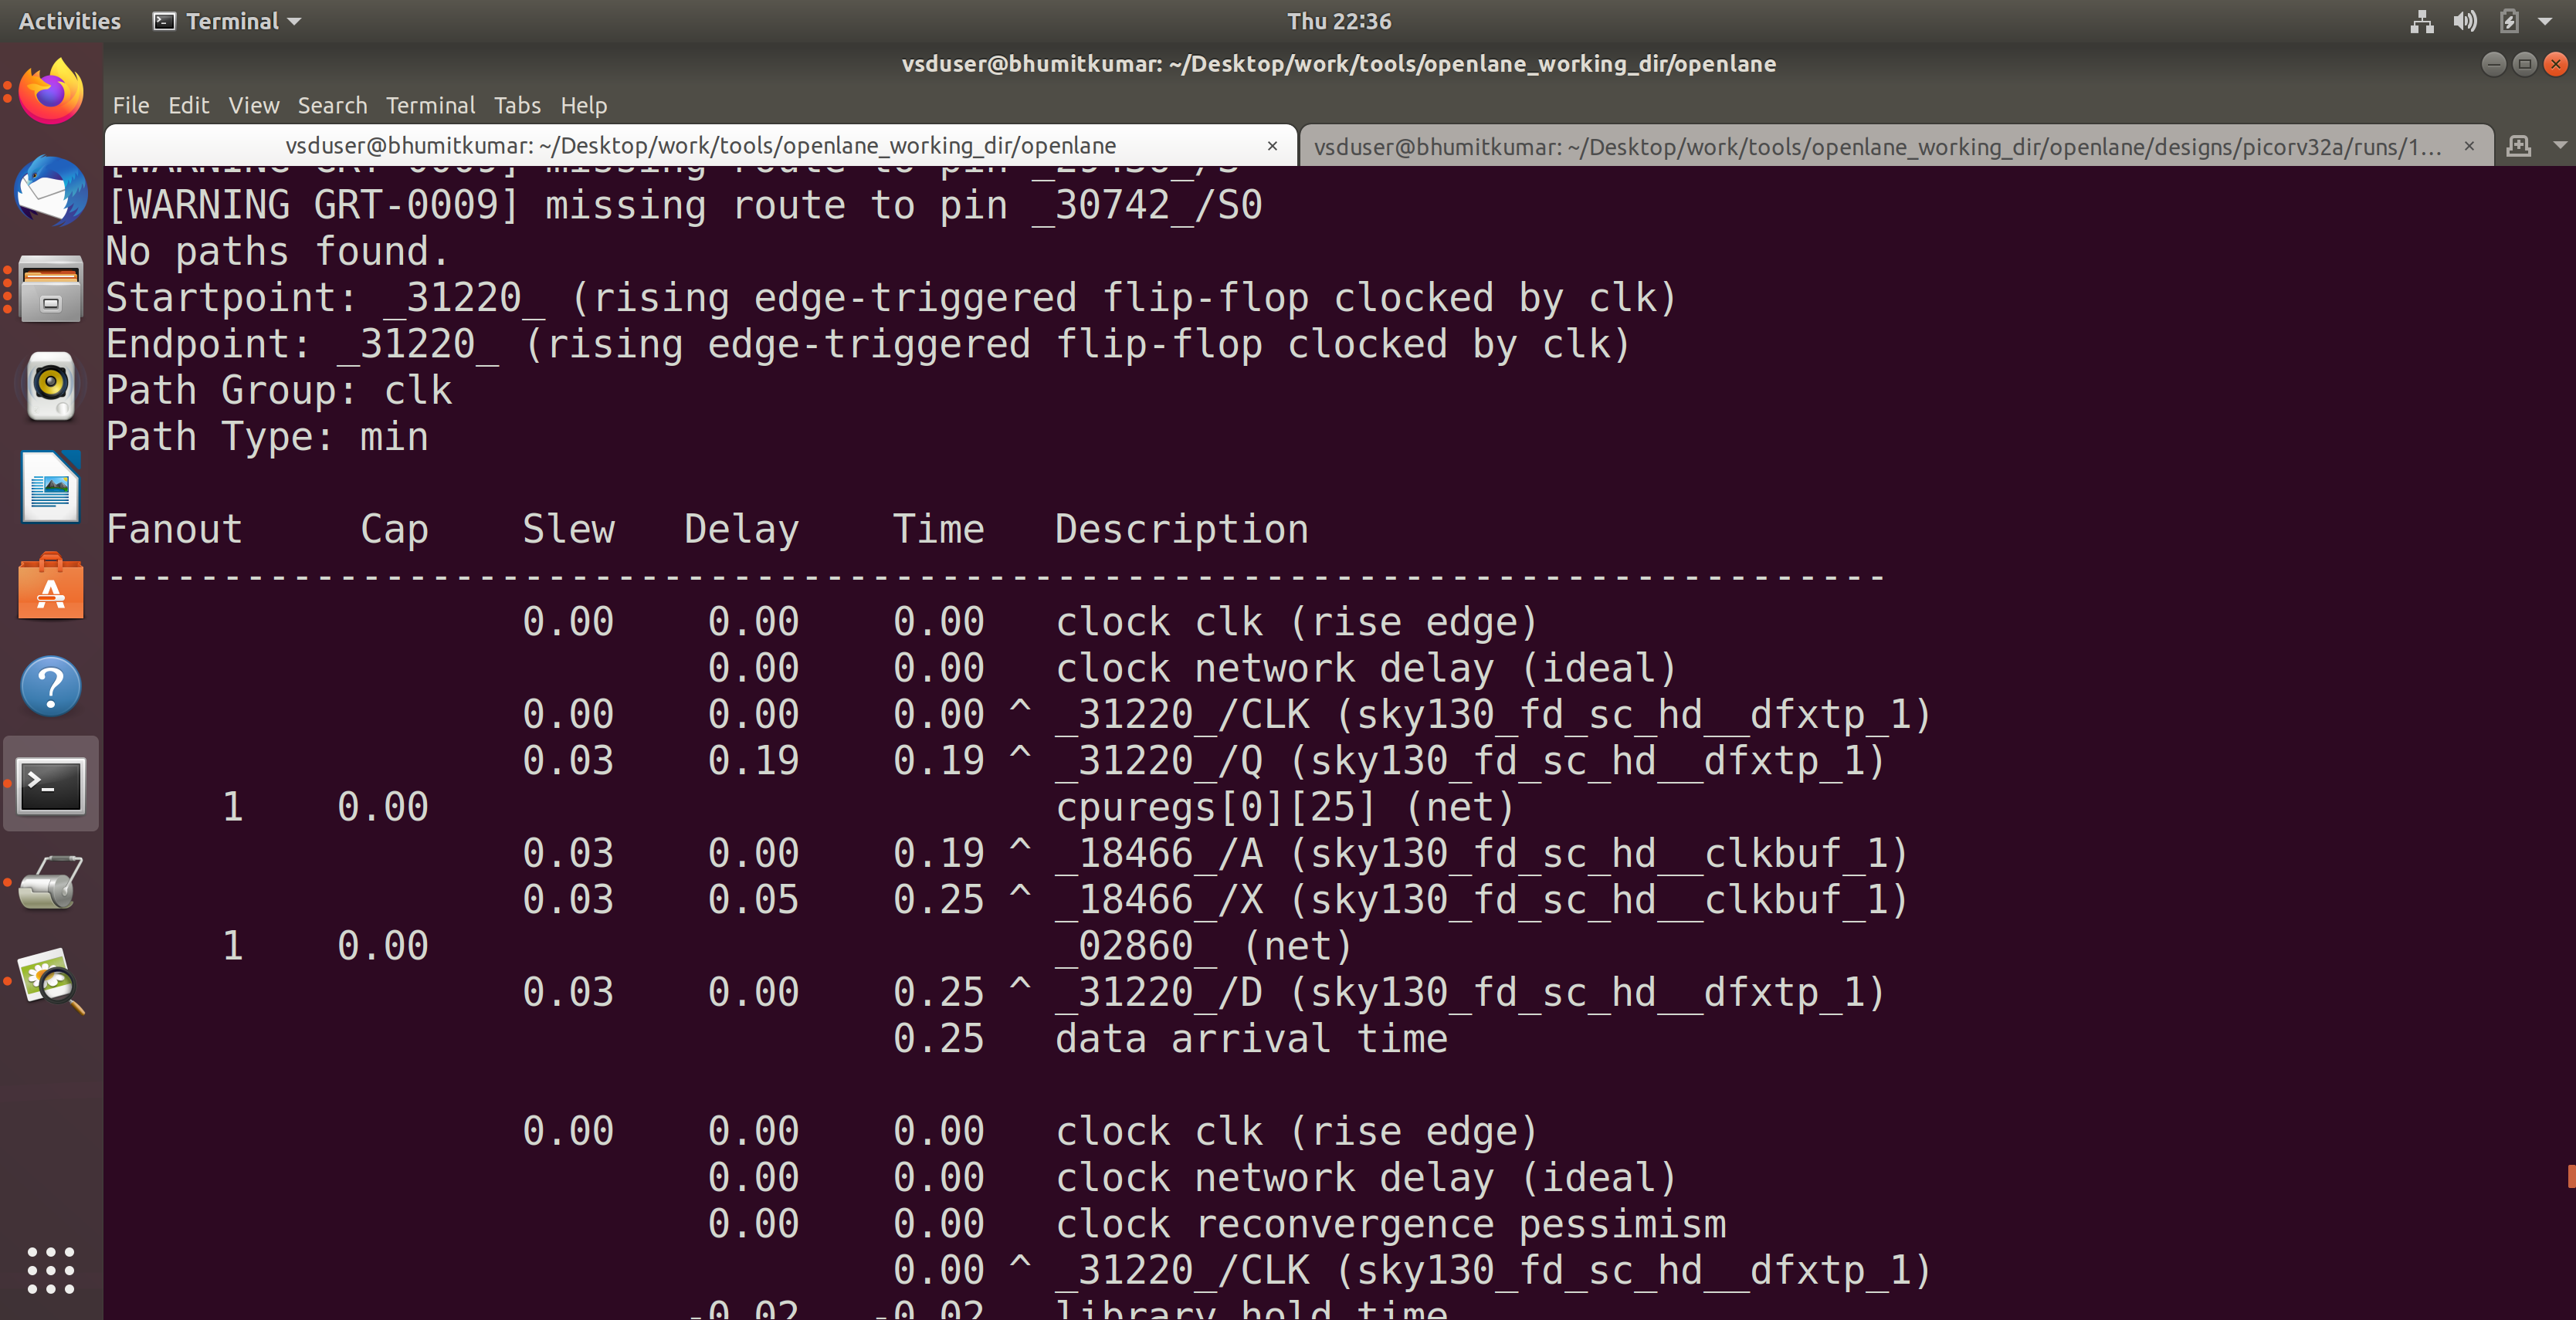 Activities Terminal Thu 22:36
vsduser@bhumitkumar: ~/Desktop/work/tools/openlane_working_dir/openlane
File Edit View Search Terminal Tabs Help
vsduser@bhumitkumar: ~/Desktop/work/tools/openlane_working_dir/openlane × vsduser@bhumitkumar: ~/Desktop/work/tools/openlane_working_dir/openlane/designs/picorv32a/runs/1... ×
[WARNING GRT-0009] missing route to pin
[WARNING GRT-0009] missing route to pin _30742_/S0
No paths found.
Startpoint: _31220_ (rising edge-triggered flip-flop clocked by clk)
Endpoint: _31220_ (rising edge-triggered flip-flop clocked by clk)
Path Group: clk
Path Type: min
Fanout Cap Slew Delay Time Description
-----------------------------------------------------------------------------
0.00 0.00 0.00 clock clk (rise edge)
0.00 0.00 clock network delay (ideal)
0.00 0.00 0.00 ^ _31220_/CLK (sky130_fd_sc_hd__dfxtp_1)
0.03 0.19 0.19 ^ _31220_/Q (sky130_fd_sc_hd__dfxtp_1)
1 0.00 cpuregs[0][25] (net)
0.03 0.00 0.19 ^ _18466_/A (sky130_fd_sc_hd__clkbuf_1)
0.03 0.05 0.25 ^ _18466_/X (sky130_fd_sc_hd__clkbuf_1)
1 0.00 _02860_ (net)
0.03 0.00 0.25 ^ _31220_/D (sky130_fd_sc_hd__dfxtp_1)
0.25 data arrival time
0.00 0.00 0.00 clock clk (rise edge)
0.00 0.00 clock network delay (ideal)
0.00 0.00 clock reconvergence pessimism
0.00 ^ _31220_/CLK (sky130_fd_sc_hd__dfxtp_1)
-0.02 -0.02 library hold time